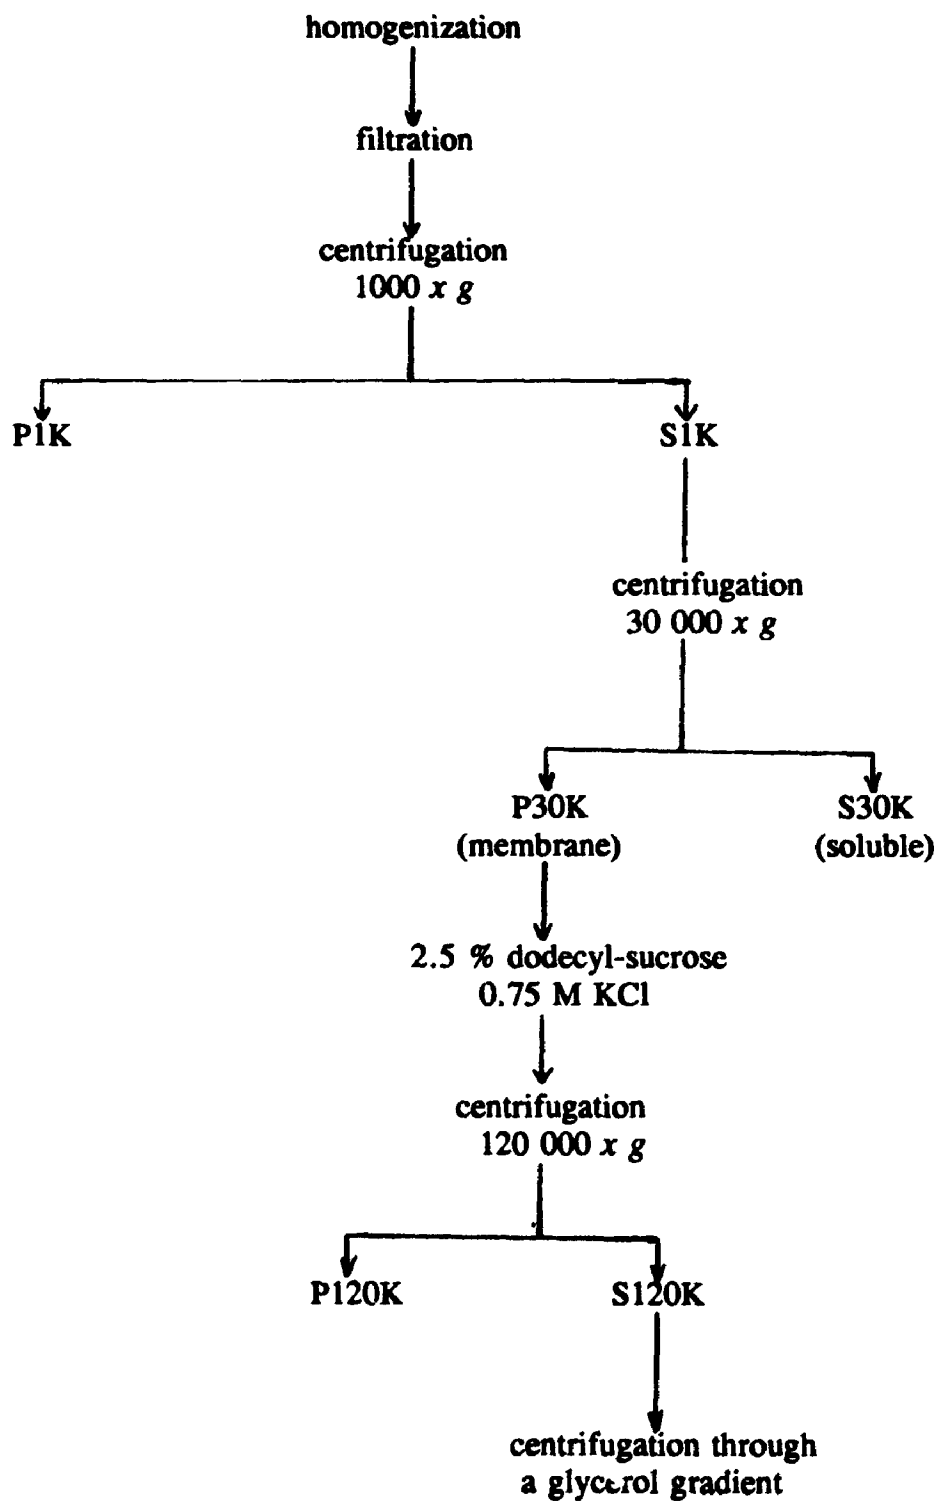 homogenization
filtration
centrifugation
1000 x g
P1K
S1K
centrifugation
30 000 x g
P30K
(membrane)
S30K
(soluble)
2.5 % dodecyl-sucrose
0.75 M KCl
centrifugation
120 000 x g
P120K
S120K
centrifugation through
a glycerol gradient